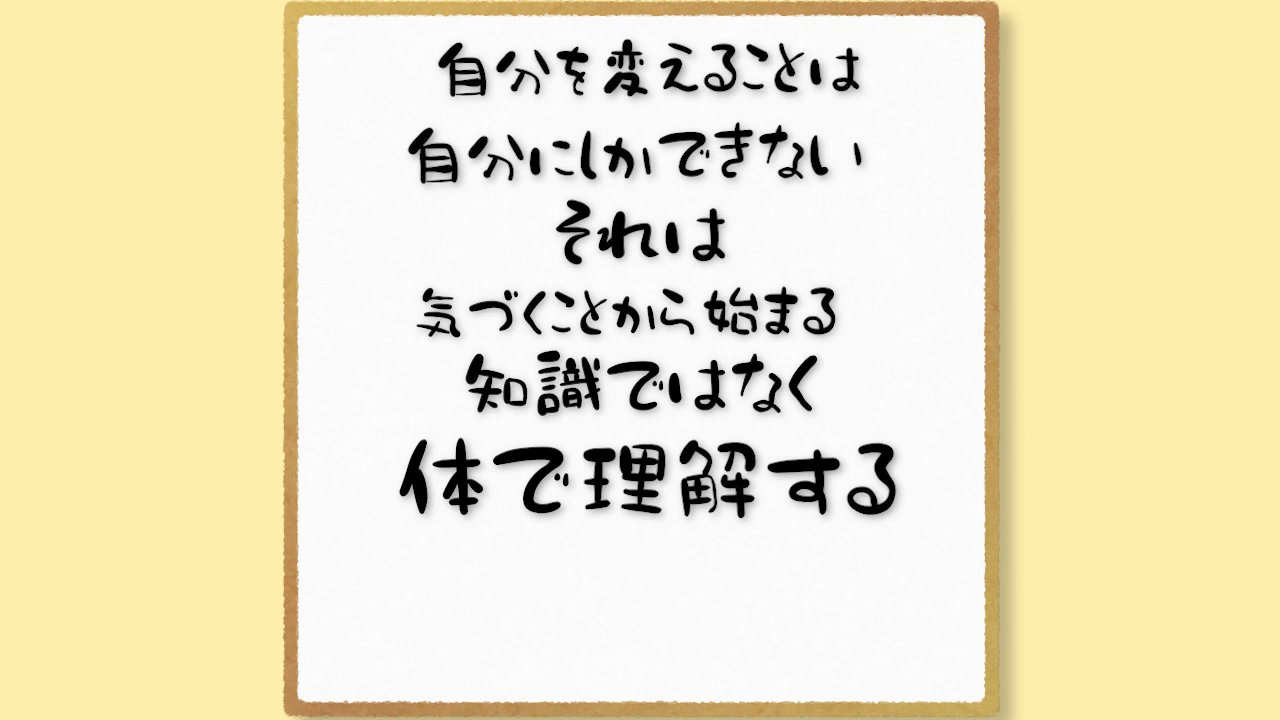 自分を変えることは
自分にしかできない
それは
気づくことから始まる
知識ではなく
体で理解する